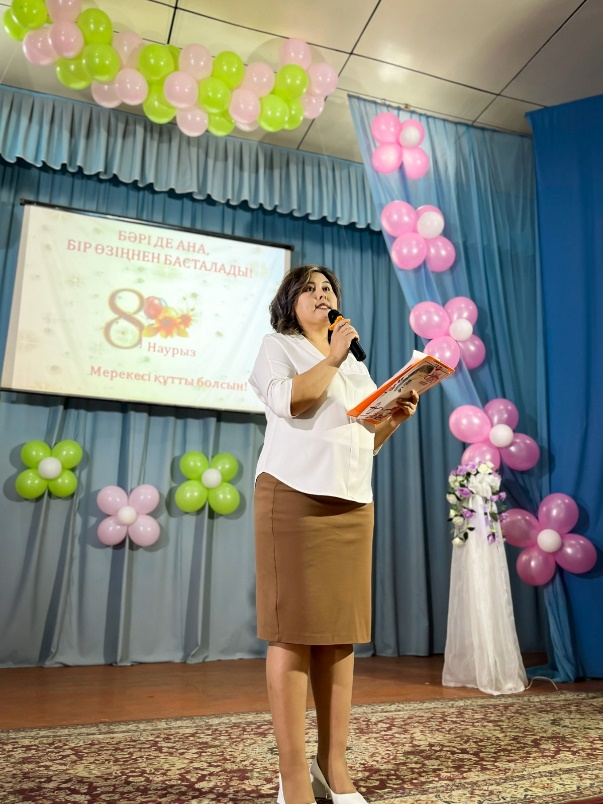 БӘРІ ДЕ АНА,
БІР ӨЗІҢНЕН БАСТАЛАДЫ!
8
Наурыз
Мерекесі құтты болсын!